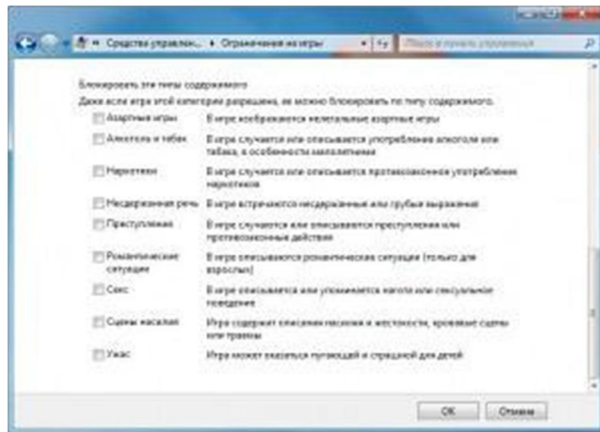 Средства управлен... ▸ Ограничения на игры
Поиск в панель управления
Блокировать эти типы содержимого
Даже если игра этой категории разрешена, ее можно блокировать по типу содержимого.
Азартные игры В игре изображаются нелегальные азартные игры
Алкоголь и табак В игре случается или описывается употребление алкоголя или
табака, в особенности малолетними
Наркотики В игре случается или описывается противозаконное употребление
наркотиков
Несдержанная речь В игре встречаются несдержанные или грубые выражения
Преступления В игре случаются или описываются преступления или
противозаконные действия
Романтические В игре описываются романтические ситуации (только для
ситуации взрослых)
Секс В игре описывается или упоминается нагота или сексуальное
поведение
Сцены насилия Игра содержит описания насилия и жестокости, кровавые сцены
или травмы
Ужас Игра может оказаться пугающей и страшной для детей
ОК Отмена